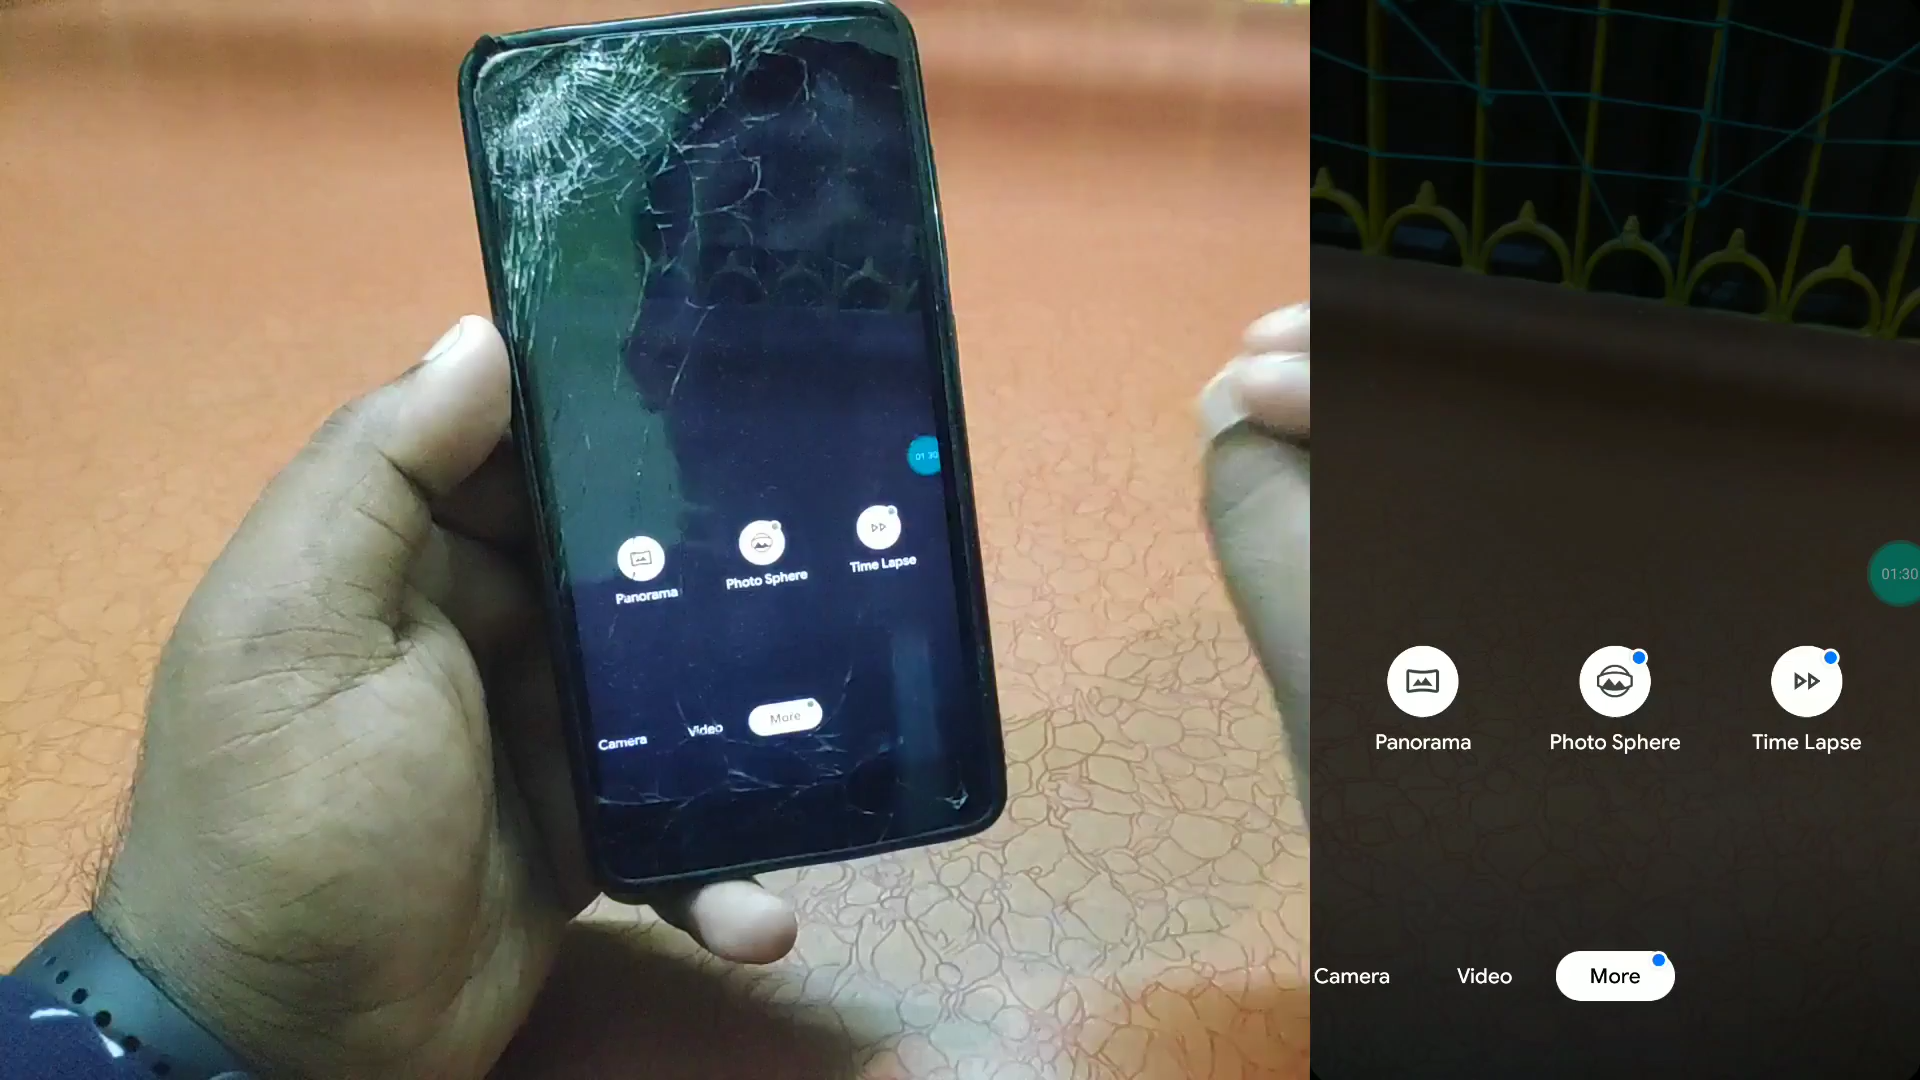 01 30
Panorama
Photo Sphere
Time Lapse
Camera
Video
More
01:30
Panorama
Photo Sphere
Time Lapse
Camera
Video
More